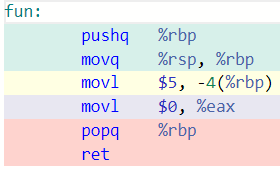 fun:
pushq %rbp
movq %rsp, %rbp
movl $5, -4(%rbp)
movl $0, %eax
popq %rbp
ret